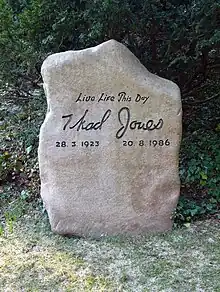 Live Life This Day
Thad Jones
28. 3. 1923 20. 8. 1986